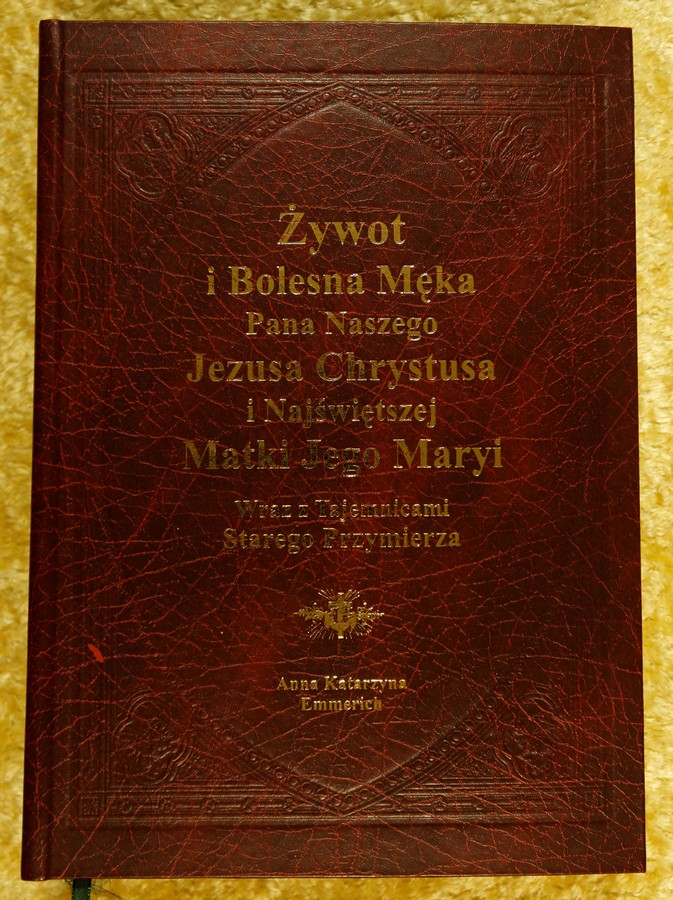 Żywot
i Bolesna Męka
Pana Naszego
Jezusa Chrystusa
i Najświętszej
Matki Jego Maryi
Wraz z Tajemnicami
Starego Przymierza
Anna Katarzyna
Emmerich